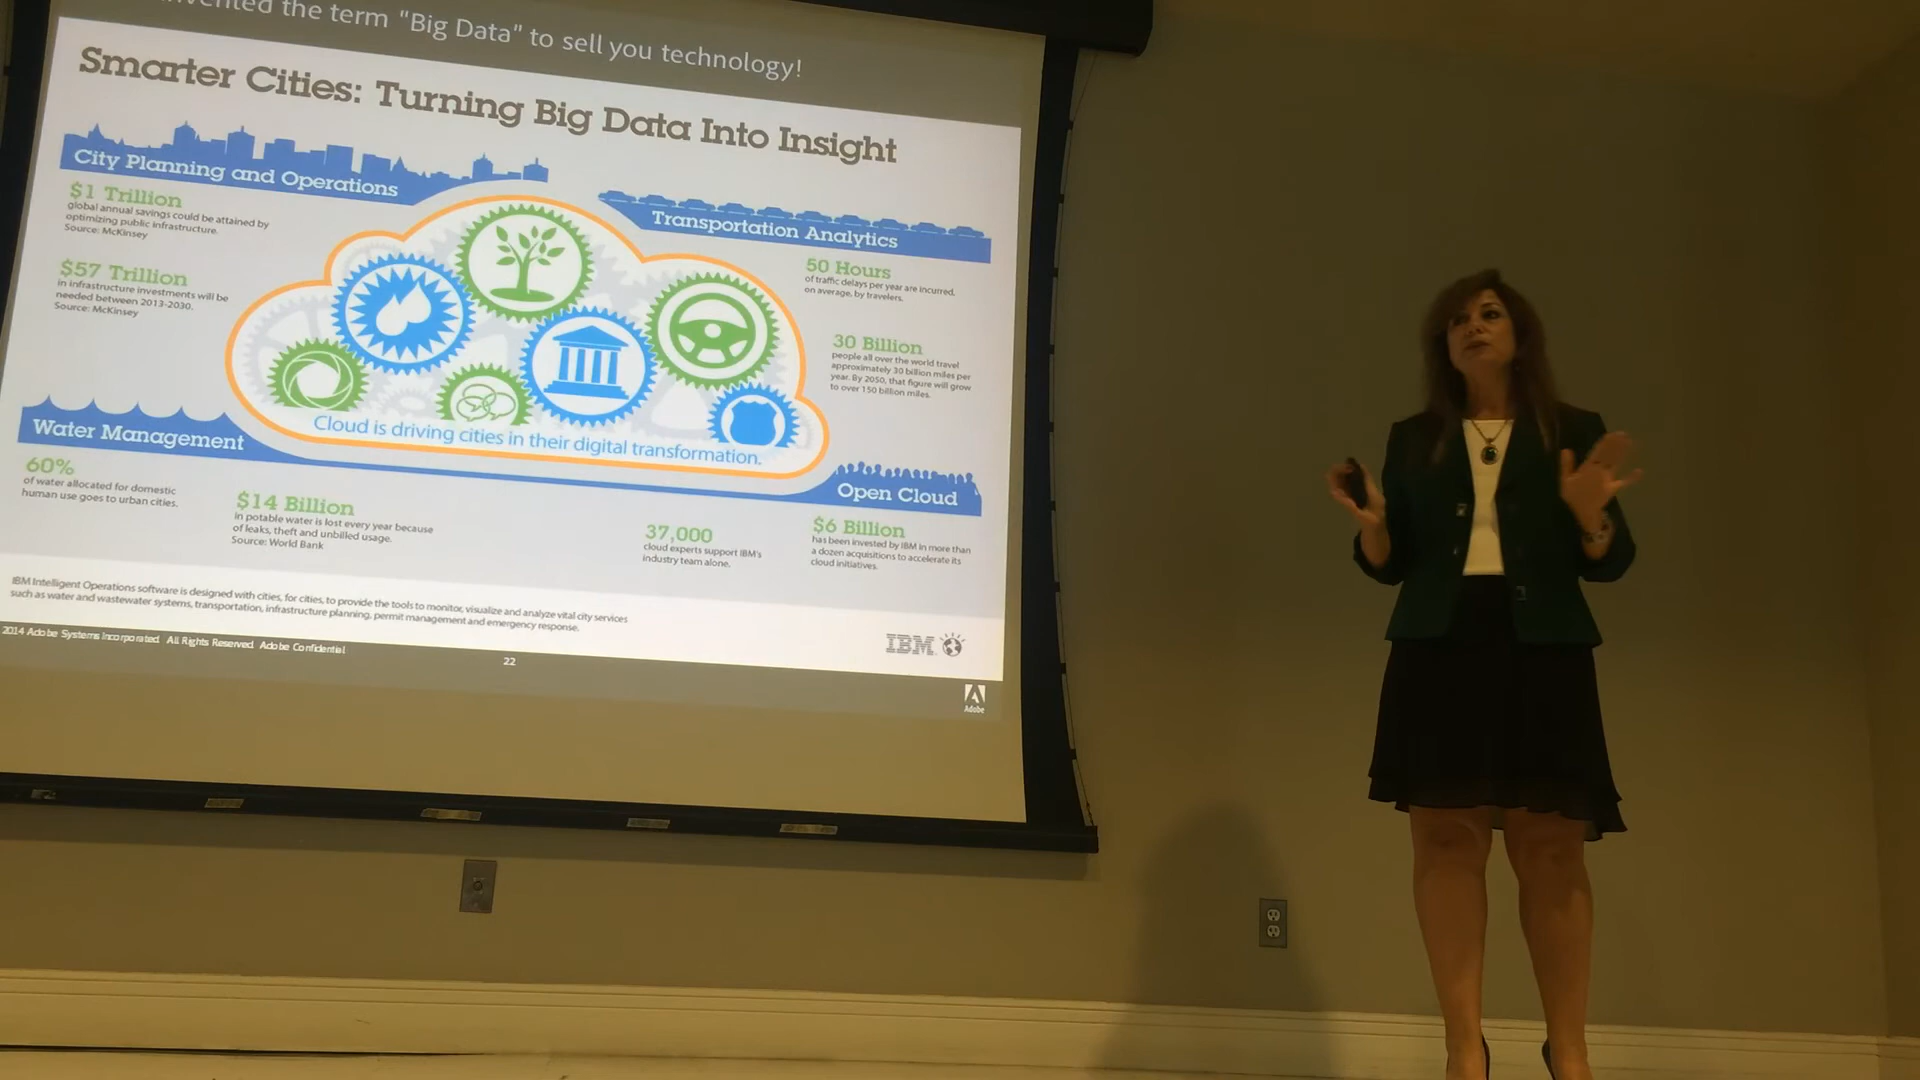 the term "Big Data" to sell you technology!
Smarter Cities: Turning Big Data Into Insight
City Planning and Operations
$1 Trillion
global annual savings could be attained by
optimizing public infrastructure.
Source: McKinsey
$57 Trillion
in infrastructure investments will be
needed between 2013-2030.
Source: McKinsey
Transportation Analytics
50 Hours
of traffic delays per year are incurred,
on average, by travelers.
30 Billion
people all over the world travel
approximately 30 billion miles per
year. By 2050, that figure will grow
to over 150 billion miles.
Cloud is driving cities in their digital transformation.
Water Management
60%
of water allocated for domestic
human use goes to urban cities.
$14 Billion
in potable water is lost every year because
of leaks, theft and unbilled usage.
Source: World Bank
Open Cloud
37,000
cloud experts support IBM's
industry team alone.
$6 Billion
has been invested by IBM in more than
a dozen acquisitions to accelerate its
cloud initiatives.
IBM Intelligent Operations software is designed with cities, for cities, to provide the tools to monitor, visualize and analyze vital city services
such as water and wastewater systems, transportation, infrastructure planning, permit management and emergency response.
IBM
2014 Adobe Systems Incorporated. All Rights Reserved. Adobe Confidential.
22
Adobe